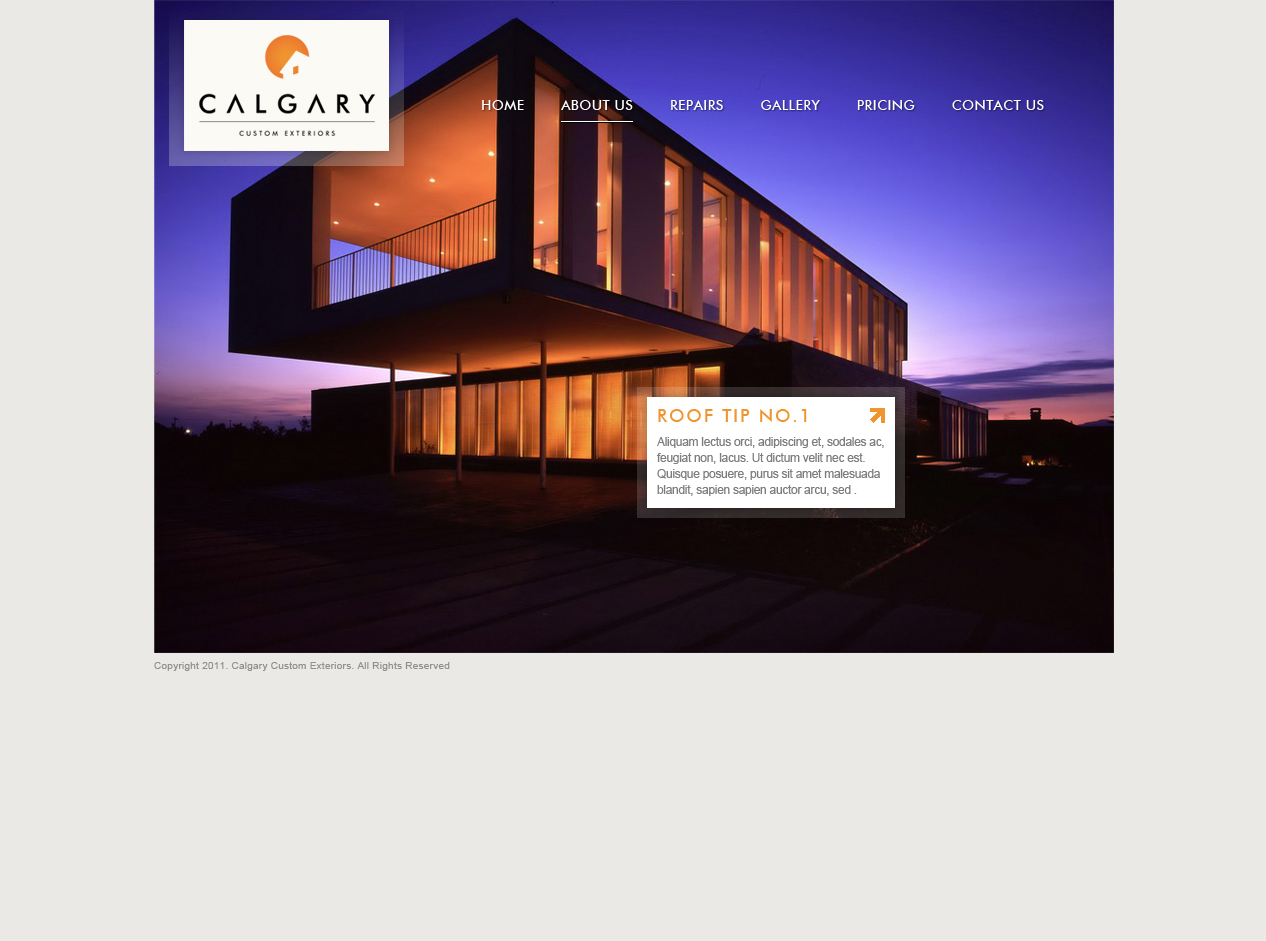 CALGARY
CUSTOM EXTERIORS
HOME ABOUT US REPAIRS GALLERY PRICING CONTACT US
ROOF TIP NO.1
Aliquam lectus orci, adipiscing et, sodales ac,
feugiat non, lacus. Ut dictum velit nec est.
Quisque posuere, purus sit amet malesuada
blandit, sapien sapien auctor arcu, sed .
Copyright 2011. Calgary Custom Exteriors. All Rights Reserved